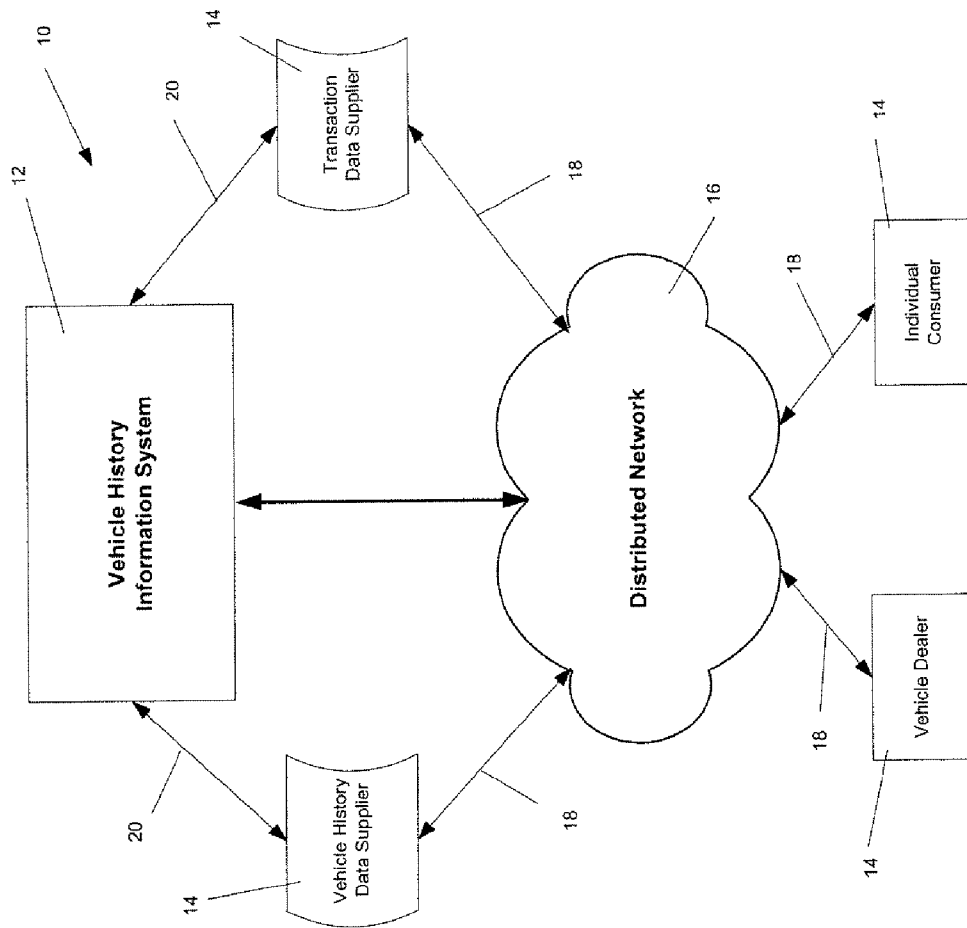 10
12
Vehicle History
Information System
20
20
14
Vehicle History
Data Supplier
14
Transaction
Data Supplier
18
18
16
Distributed Network
18
18
14
Vehicle Dealer
14
Individual
Consumer